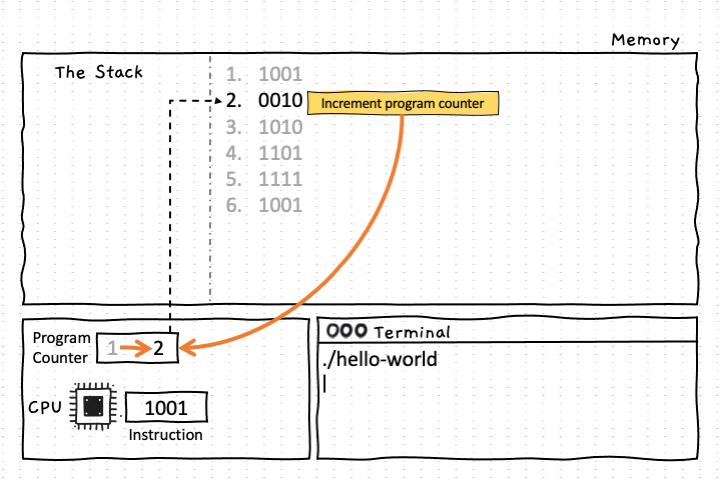 Memory
The Stack
1. 1001
2. 0010 Increment program counter
3. 1010
4. 1101
5. 1111
6. 1001
Program
Counter
1 2
CPU
1001
Instruction
OOO Terminal
./hello-world
|